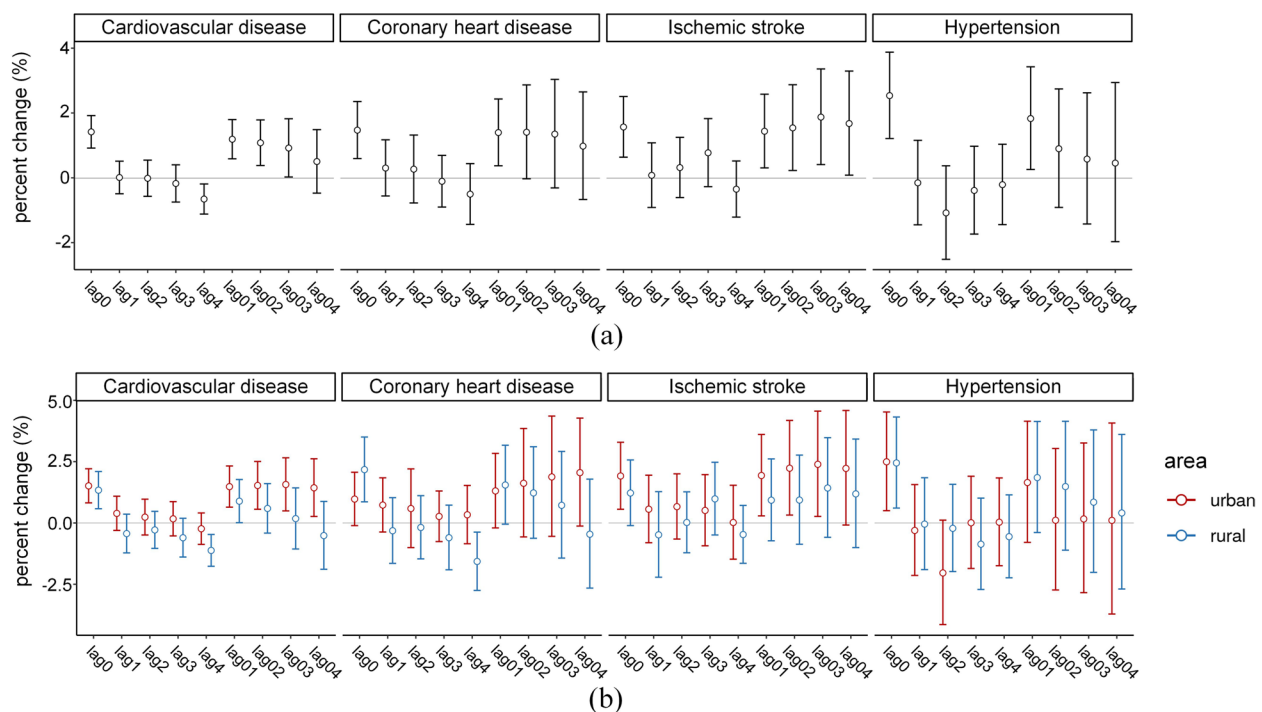 Cardiovascular disease Coronary heart disease Ischemic stroke Hypertension
percent change (%)
4
2
0
-2
lag0 lag1 lag2 lag3 lag4 lag01 lag02 lag03 lag04 lag0 lag1 lag2 lag3 lag4 lag01 lag02 lag03 lag04 lag0 lag1 lag2 lag3 lag4 lag01 lag02 lag03 lag04 lag0 lag1 lag2 lag3 lag4 lag01 lag02 lag03 lag04
(a)
Cardiovascular disease Coronary heart disease Ischemic stroke Hypertension
percent change (%)
5.0
2.5
0.0
-2.5
area
urban
rural
lag0 lag1 lag2 lag3 lag4 lag01 lag02 lag03 lag04 lag0 lag1 lag2 lag3 lag4 lag01 lag02 lag03 lag04 lag0 lag1 lag2 lag3 lag4 lag01 lag02 lag03 lag04 lag0 lag1 lag2 lag3 lag4 lag01 lag02 lag03 lag04
(b)